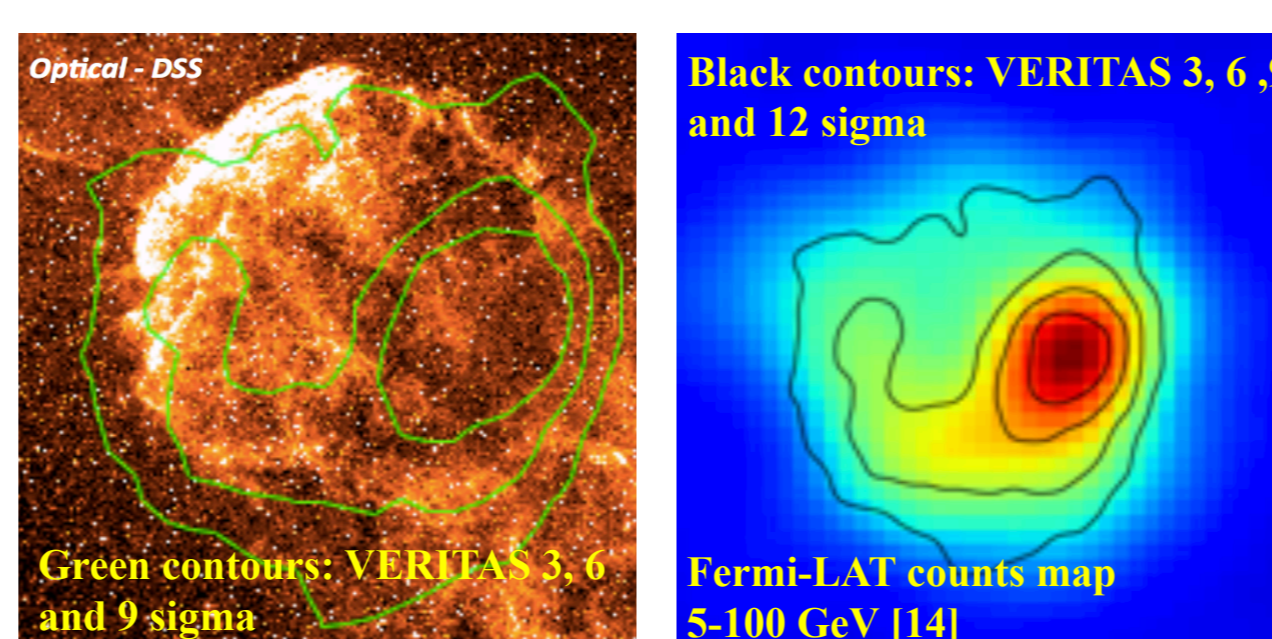 Optical - DSS
Green contours: VERITAS 3, 6
and 9 sigma
Black contours: VERITAS 3, 6 ,9
and 12 sigma
Fermi-LAT counts map
5-100 GeV [14]